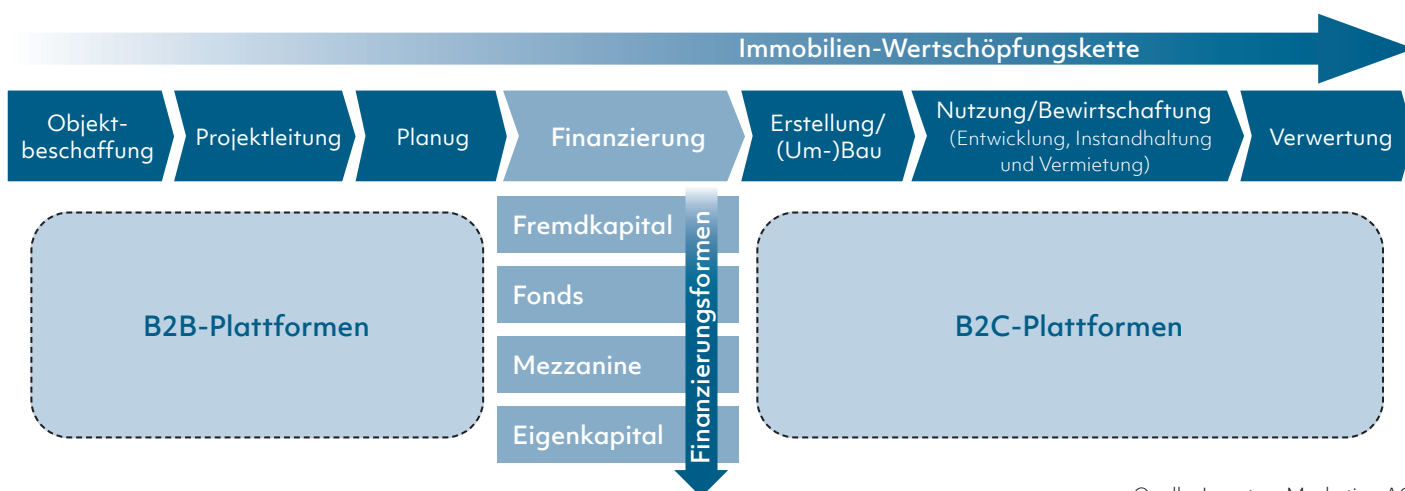 Immobilien-Wertschöpfungskette
Objekt-
beschaffung
Projektleitung
Planug
Finanzierung
Erstellung/
(Um-)Bau
Nutzung/Bewirtschaftung
(Entwicklung, Instandhaltung
und Vermietung)
Verwertung
B2B-Plattformen
Fremdkapital
Fonds
Mezzanine
Eigenkapital
Finanzierungsformen
B2C-Plattformen